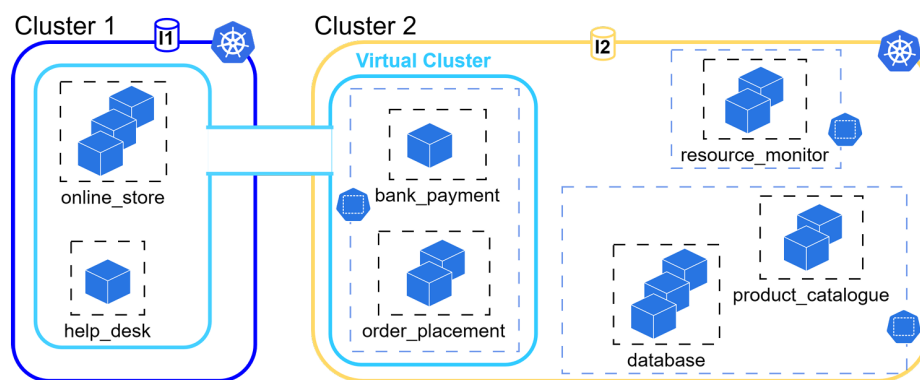 Cluster 1
I1
online_store
help_desk
Cluster 2
I2
Virtual Cluster
bank_payment
order_placement
resource_monitor
product_catalogue
database